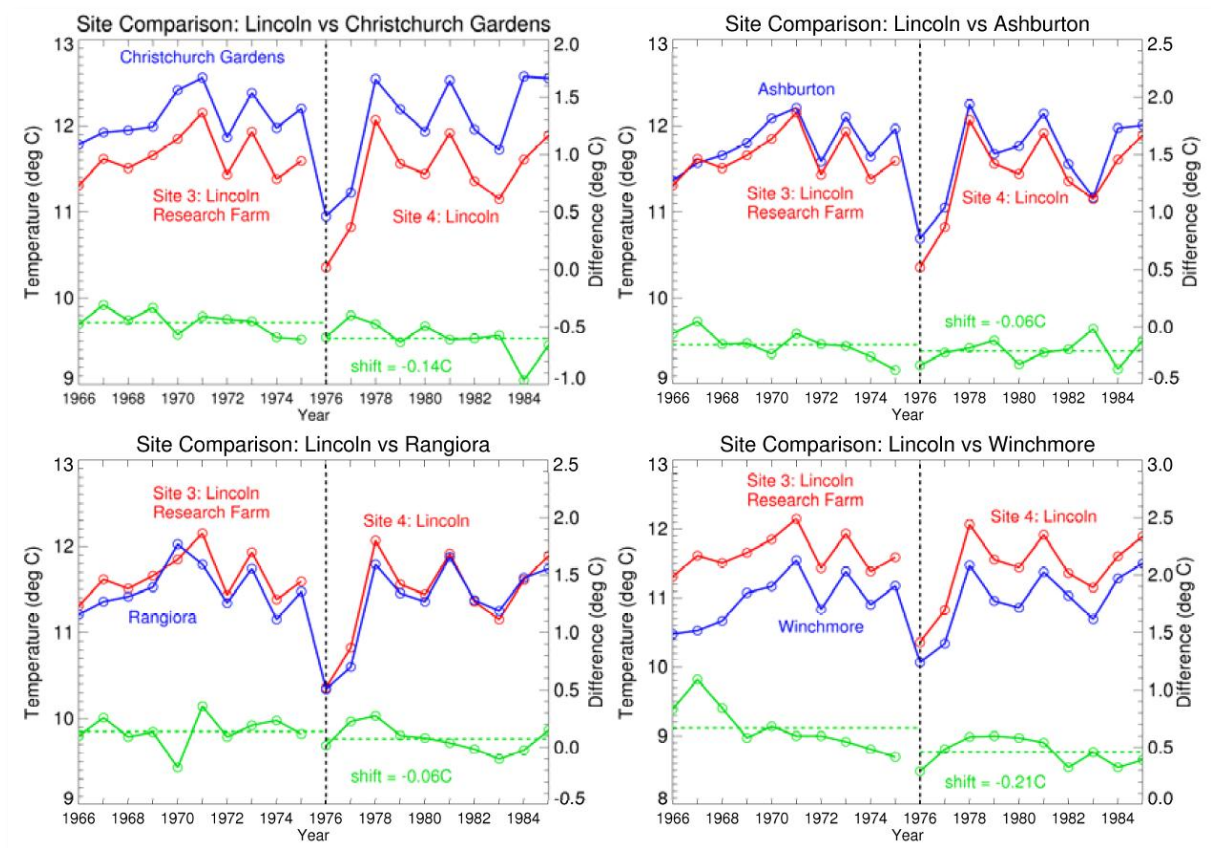 Site Comparison: Lincoln vs Christchurch Gardens
13
12
11
10
9
Temperature (deg C)
Christchurch Gardens
Site 3: Lincoln
Research Farm
Site 4: Lincoln
shift = -0.14C
2.0
1.5
1.0
0.5
0.0
-0.5
-1.0
Difference (deg C)
1966 1968 1970 1972 1974 1976 1978 1980 1982 1984
Year
Site Comparison: Lincoln vs Ashburton
13
12
11
10
9
Temperature (deg C)
Ashburton
Site 3: Lincoln
Research Farm
Site 4: Lincoln
shift = -0.06C
2.5
2.0
1.5
1.0
0.5
0.0
-0.5
Difference (deg C)
1966 1968 1970 1972 1974 1976 1978 1980 1982 1984
Year
Site Comparison: Lincoln vs Rangiora
13
12
11
10
9
Temperature (deg C)
Site 3: Lincoln
Research Farm
Site 4: Lincoln
Rangiora
shift = -0.06C
2.5
2.0
1.5
1.0
0.5
0.0
-0.5
Difference (deg C)
1966 1968 1970 1972 1974 1976 1978 1980 1982 1984
Year
Site Comparison: Lincoln vs Winchmore
13
12
11
10
9
8
Temperature (deg C)
Site 3: Lincoln
Research Farm
Site 4: Lincoln
Winchmore
shift = -0.21C
3.0
2.5
2.0
1.5
1.0
0.5
0.0
Difference (deg C)
1966 1968 1970 1972 1974 1976 1978 1980 1982 1984
Year